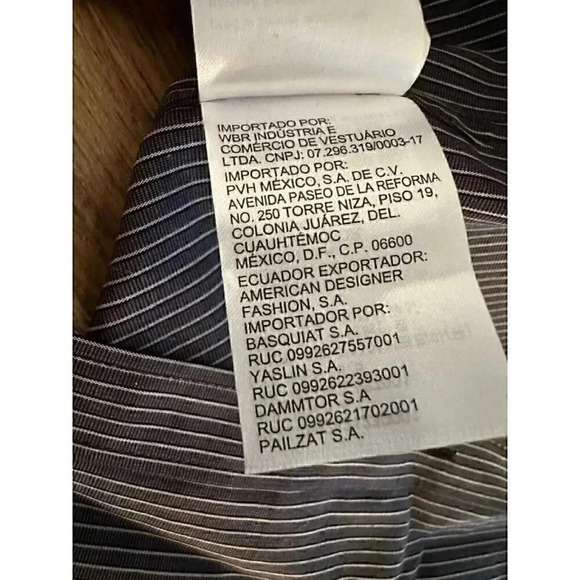 IMPORTADO POR:
WBR INDÚSTRIA E
COMÉRCIO DE VESTUÁRIO
LTDA. CNPJ: 07.296.319/0003-17
IMPORTADO POR:
PVH MÉXICO, S.A. DE C.V.
AVENIDA PASEO DE LA REFORMA
NO. 250 TORRE NIZA, PISO 19,
COLONIA JUÁREZ, DEL.
CUAUHTÉMOC
MÉXICO, D.F., C.P. 06600
ECUADOR EXPORTADOR:
AMERICAN DESIGNER
FASHION, S.A.
IMPORTADOR POR:
BASQUIAT S.A.
RUC 0992627557001
YASLIN S.A.
RUC 0992622393001
DAMMTOR S.A.
RUC 0992621702001
PAILZAT S.A.